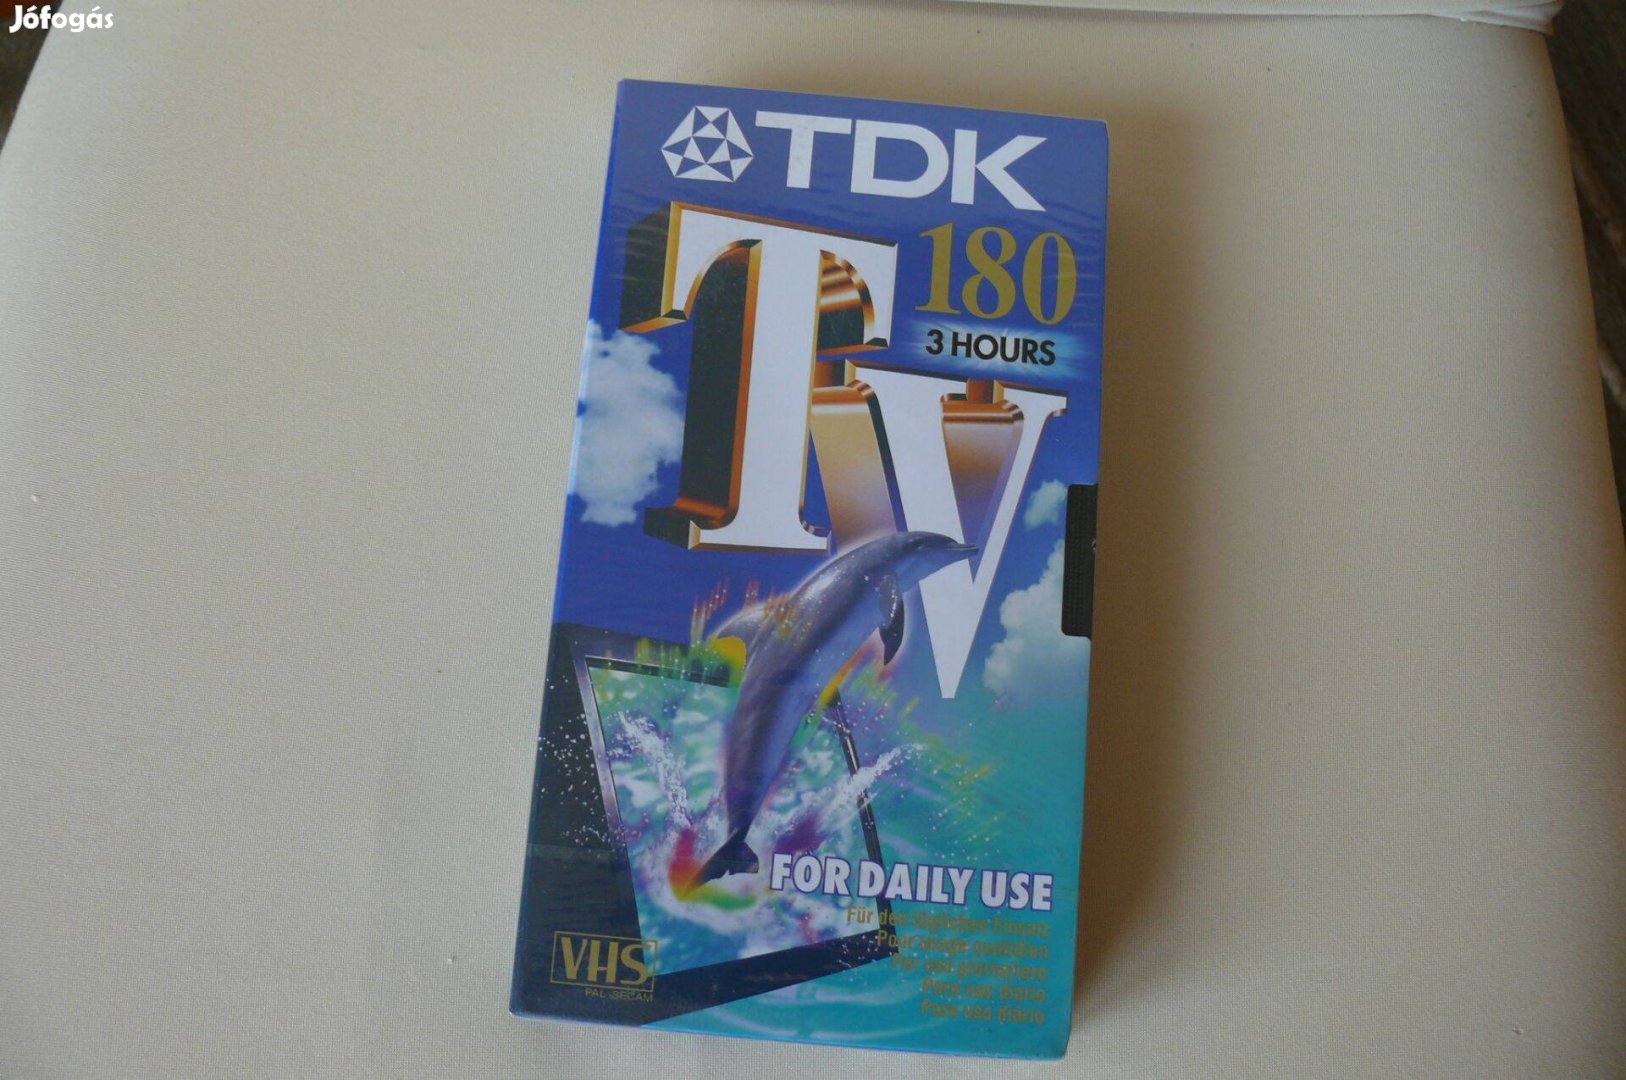 Jófogás
TDK
TV
180
3 HOURS
FOR DAILY USE
Für den täglichen Einsatz
Pour usage quotidien
Per uso giornaliero
Para uso diario
Para uso diário
VHS
PAL SECAM